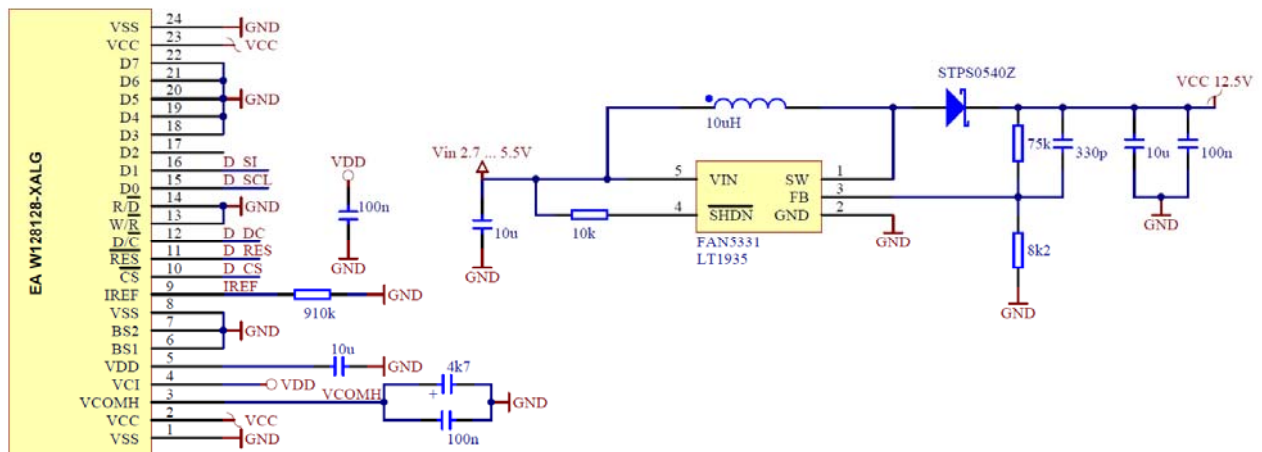 EA W128128-XALG
VSS 24 GND
VCC 23 VCC
D7 22
D6 21
D5 20 GND
D4 19
D3 18
D2 17
D1 16 D_SI
D0 15 D_SCL
R/D 14 GND
W/R 13
D/C 12 D_DC
RES 11 D_RES
CS 10 D_CS
IREF 9 IREF
910k
GND
VSS 8
BS2 7 GND
BS1 6
VDD 5
10u
GND
VCI 4 VDD
VCOMH 3 VCOMH
4k7
+
100n
GND
VCC 2 VCC
VSS 1 GND
VDD
100n
GND
Vin 2.7 ... 5.5V
10u
GND
10k
10uH
5 VIN SW 1
FB 3
4 SHDN GND 2
FAN5331
LT1935
GND
STPS0540Z
75k
330p
8k2
GND
VCC 12.5V
10u
100n
GND